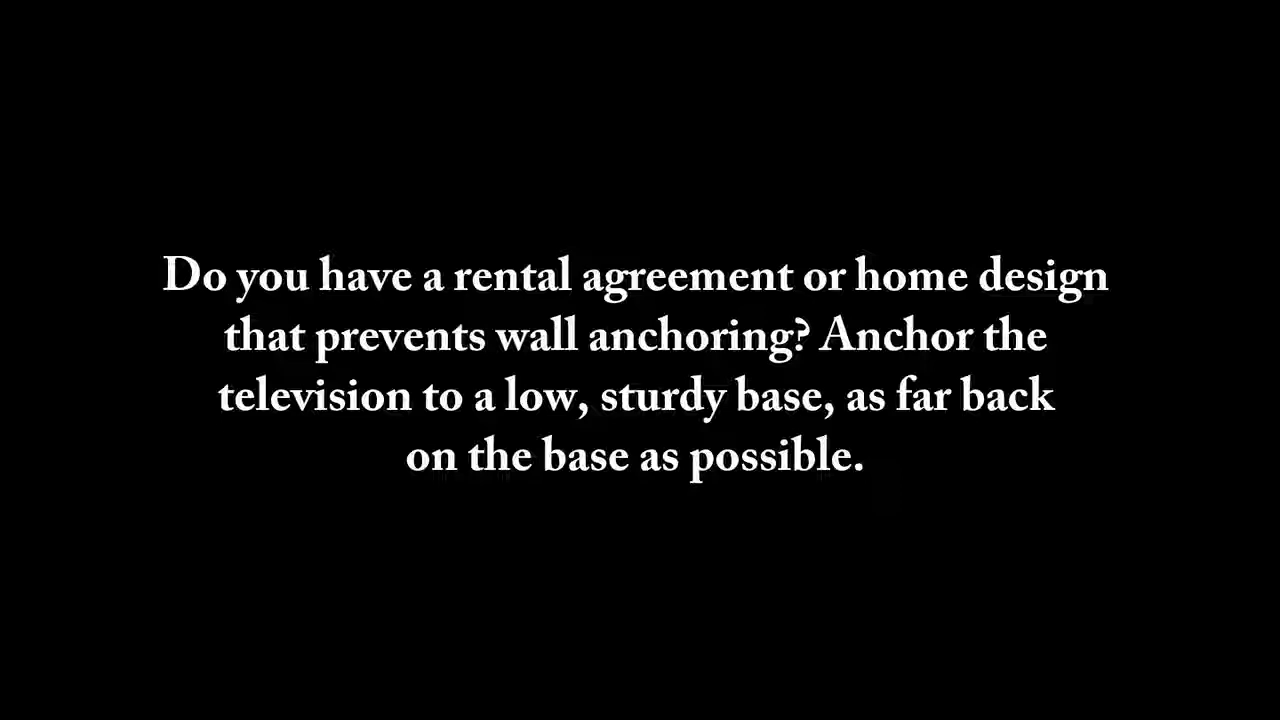 Do you have a rental agreement or home design
that prevents wall anchoring? Anchor the
television to a low, sturdy base, as far back
on the base as possible.